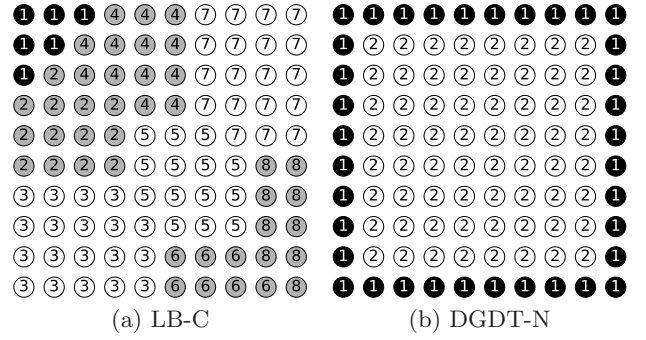 1 1 1 4 4 4 7 7 7 7 1 1 1 1 1 1 1 1 1 1
1 1 4 4 4 4 7 7 7 7 1 2 2 2 2 2 2 2 2 1
1 2 4 4 4 4 7 7 7 7 1 2 2 2 2 2 2 2 2 1
2 2 2 2 4 4 7 7 7 7 1 2 2 2 2 2 2 2 2 1
2 2 2 2 5 5 5 7 7 7 1 2 2 2 2 2 2 2 2 1
2 2 2 2 5 5 5 5 8 8 1 2 2 2 2 2 2 2 2 1
3 3 3 3 5 5 5 5 8 8 1 2 2 2 2 2 2 2 2 1
3 3 3 3 5 5 5 5 8 8 1 2 2 2 2 2 2 2 2 1
3 3 3 3 3 6 6 6 8 8 1 2 2 2 2 2 2 2 2 1
3 3 3 3 3 6 6 6 6 8 1 1 1 1 1 1 1 1 1 1
(a) LB-C (b) DGDT-N